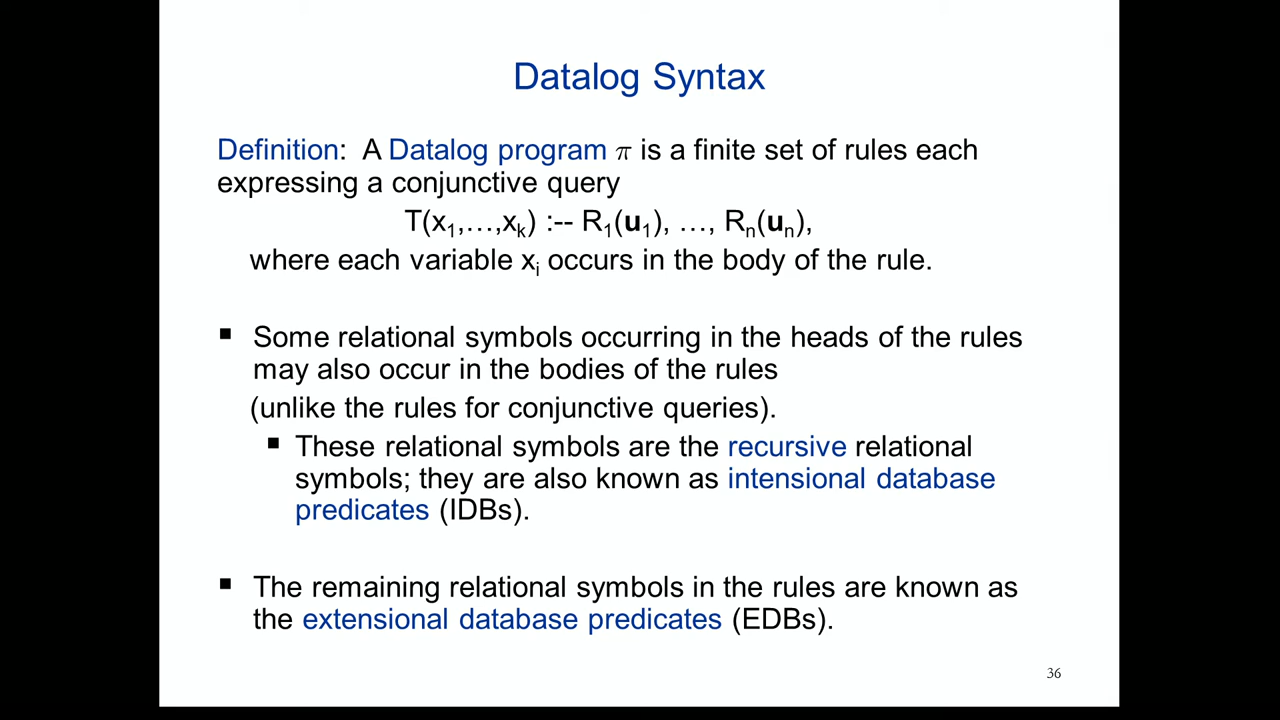 Datalog Syntax
Definition: A Datalog program π is a finite set of rules each
expressing a conjunctive query
T(x1,…,xk) :-- R1(u1), …, Rn(un),
where each variable xi occurs in the body of the rule.
▪ Some relational symbols occurring in the heads of the rules
may also occur in the bodies of the rules
(unlike the rules for conjunctive queries).
▪ These relational symbols are the recursive relational
symbols; they are also known as intensional database
predicates (IDBs).
▪ The remaining relational symbols in the rules are known as
the extensional database predicates (EDBs).
36